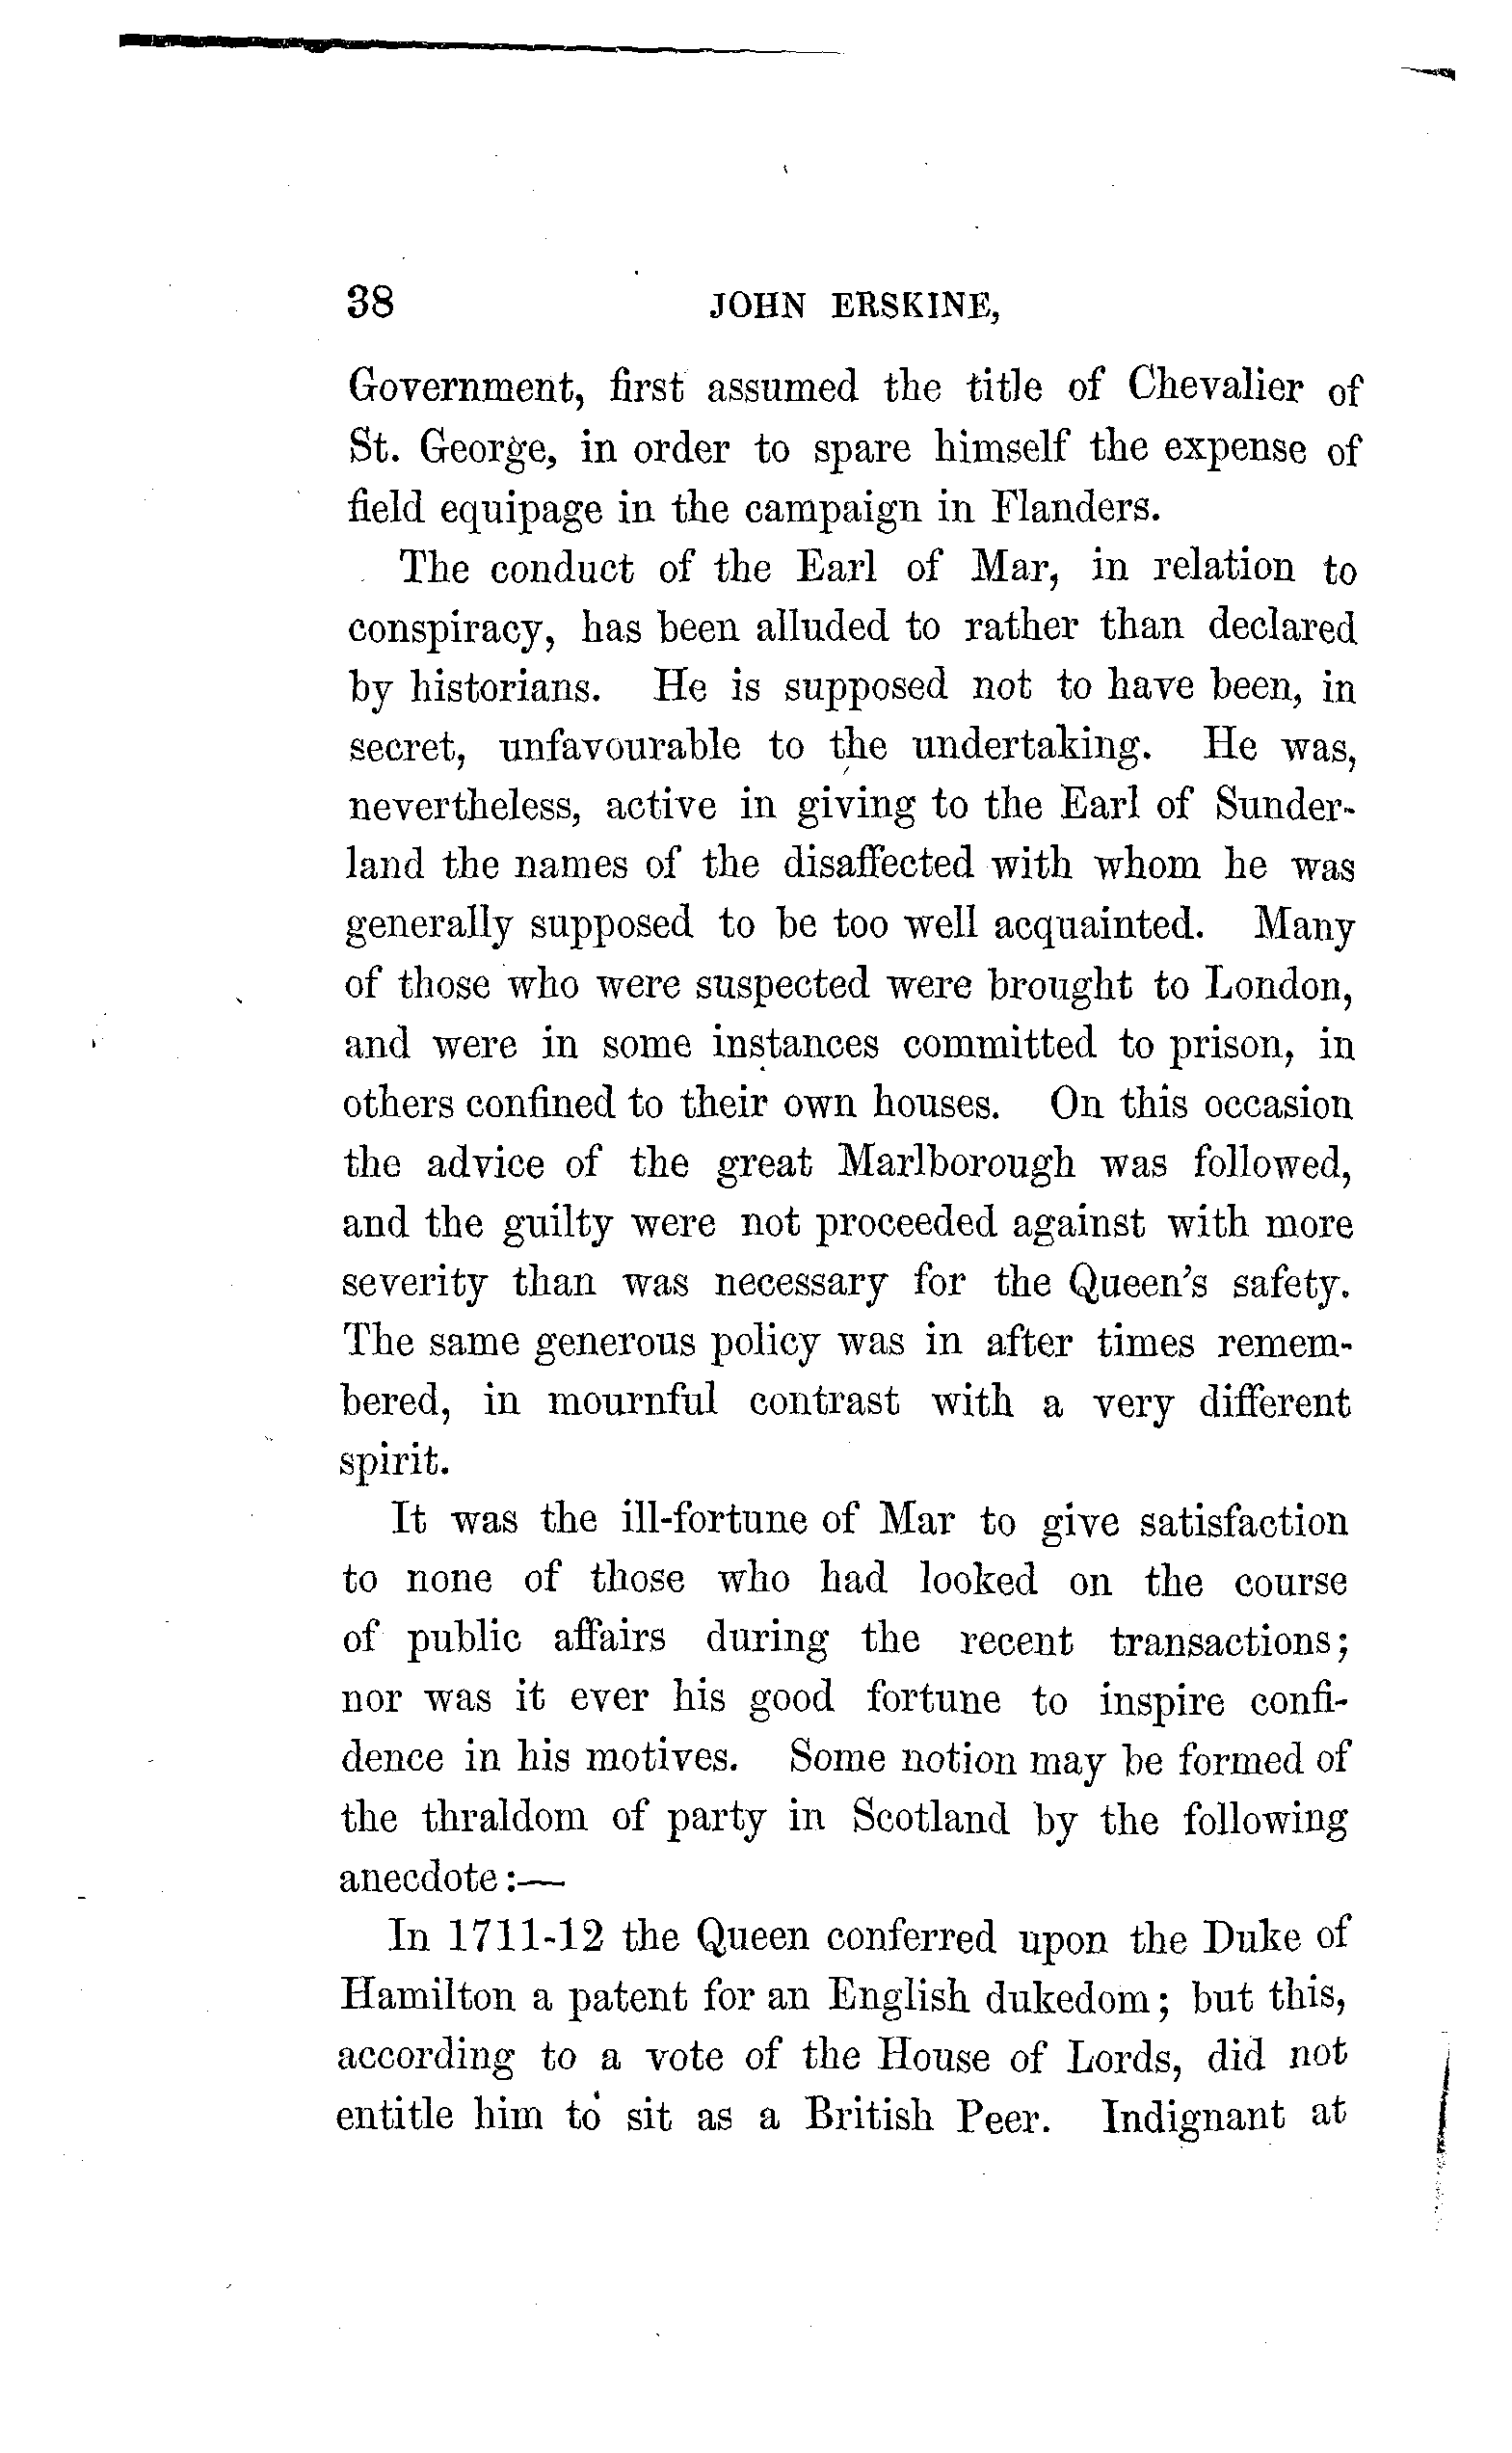 38 JOHN ERSKINE,
Government, first assumed the title of Chevalier of
St. George, in order to spare himself the expense of
field equipage in the campaign in Flanders.
The conduct of the Earl of Mar, in relation to
conspiracy, has been alluded to rather than declared
by historians. He is supposed not to have been, in
secret, unfavourable to the undertaking. He was,
nevertheless, active in giving to the Earl of Sunder-
land the names of the disaffected with whom he was
generally supposed to be too well acquainted. Many
of those who were suspected were brought to London,
and were in some instances committed to prison, in
others confined to their own houses. On this occasion
the advice of the great Marlborough was followed,
and the guilty were not proceeded against with more
severity than was necessary for the Queen's safety.
The same generous policy was in after times remem-
bered, in mournful contrast with a very different
spirit.
It was the ill-fortune of Mar to give satisfaction
to none of those who had looked on the course
of public affairs during the recent transactions;
nor was it ever his good fortune to inspire confi-
dence in his motives. Some notion may be formed of
the thraldom of party in Scotland by the following
anecdote:—
In 1711-12 the Queen conferred upon the Duke of
Hamilton a patent for an English dukedom; but this,
according to a vote of the House of Lords, did not
entitle him to sit as a British Peer. Indignant at